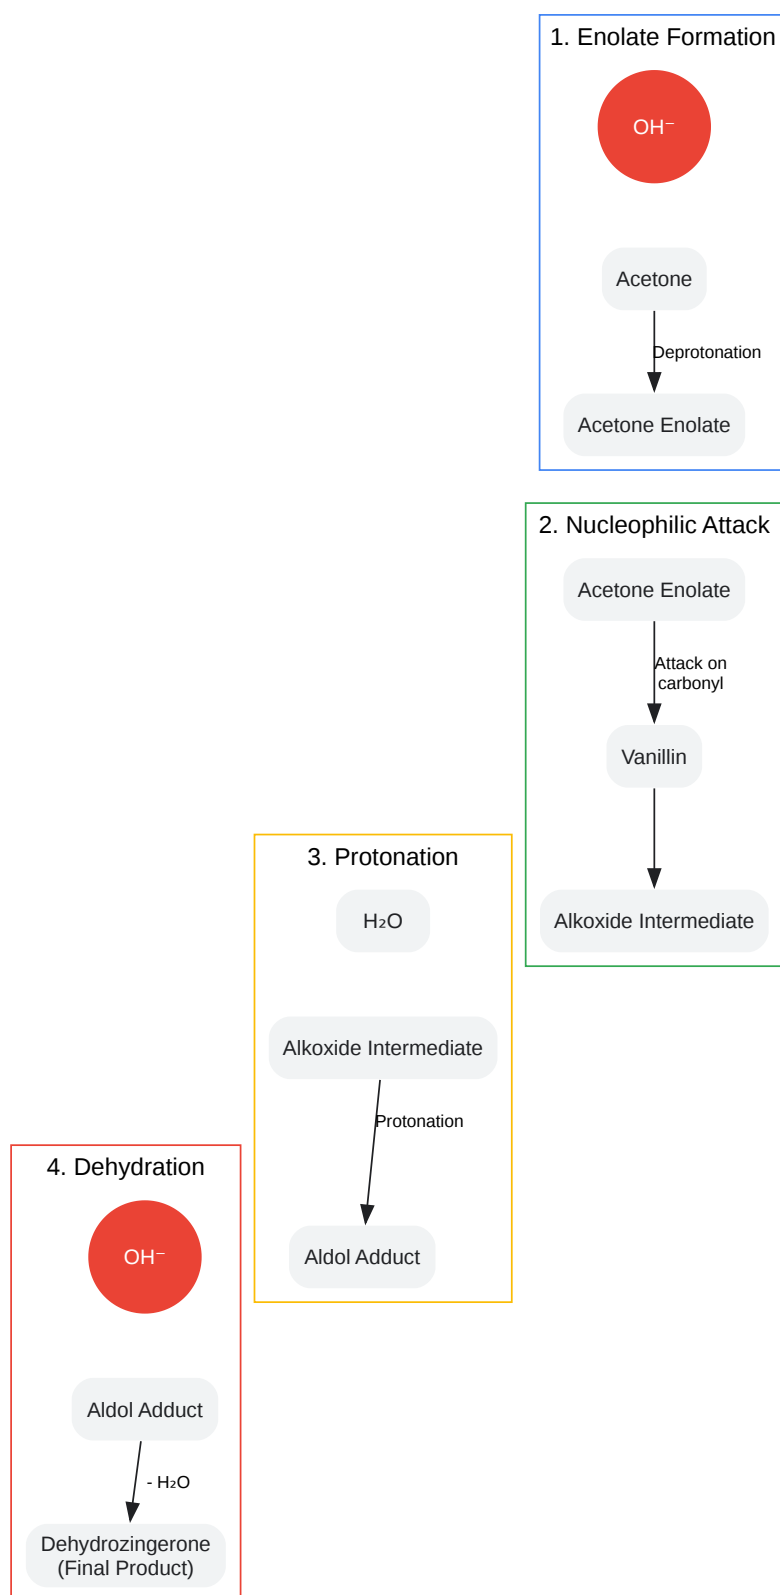 1. Enolate Formation
OH⁻
Acetone
Deprotonation
Acetone Enolate
2. Nucleophilic Attack
Acetone Enolate
Attack on
carbonyl
Vanillin
Alkoxide Intermediate
3. Protonation
H₂O
Alkoxide Intermediate
Protonation
Aldol Adduct
4. Dehydration
OH⁻
Aldol Adduct
- H₂O
Dehydrozingerone
(Final Product)